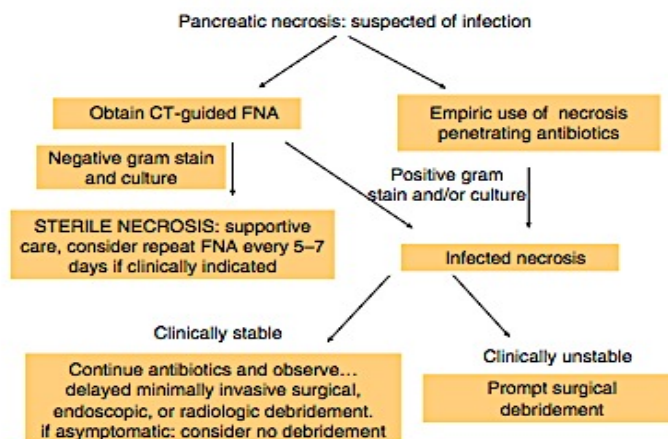 Pancreatic necrosis: suspected of infection
Obtain CT-guided FNA
Empiric use of necrosis
penetrating antibiotics
Negative gram stain
and culture
Positive gram
stain and/or culture
STERILE NECROSIS: supportive
care, consider repeat FNA every 5–7
days if clinically indicated
Infected necrosis
Clinically stable
Continue antibiotics and observe…
delayed minimally invasive surgical,
endoscopic, or radiologic debridement.
if asymptomatic: consider no debridement
Clinically unstable
Prompt surgical
debridement